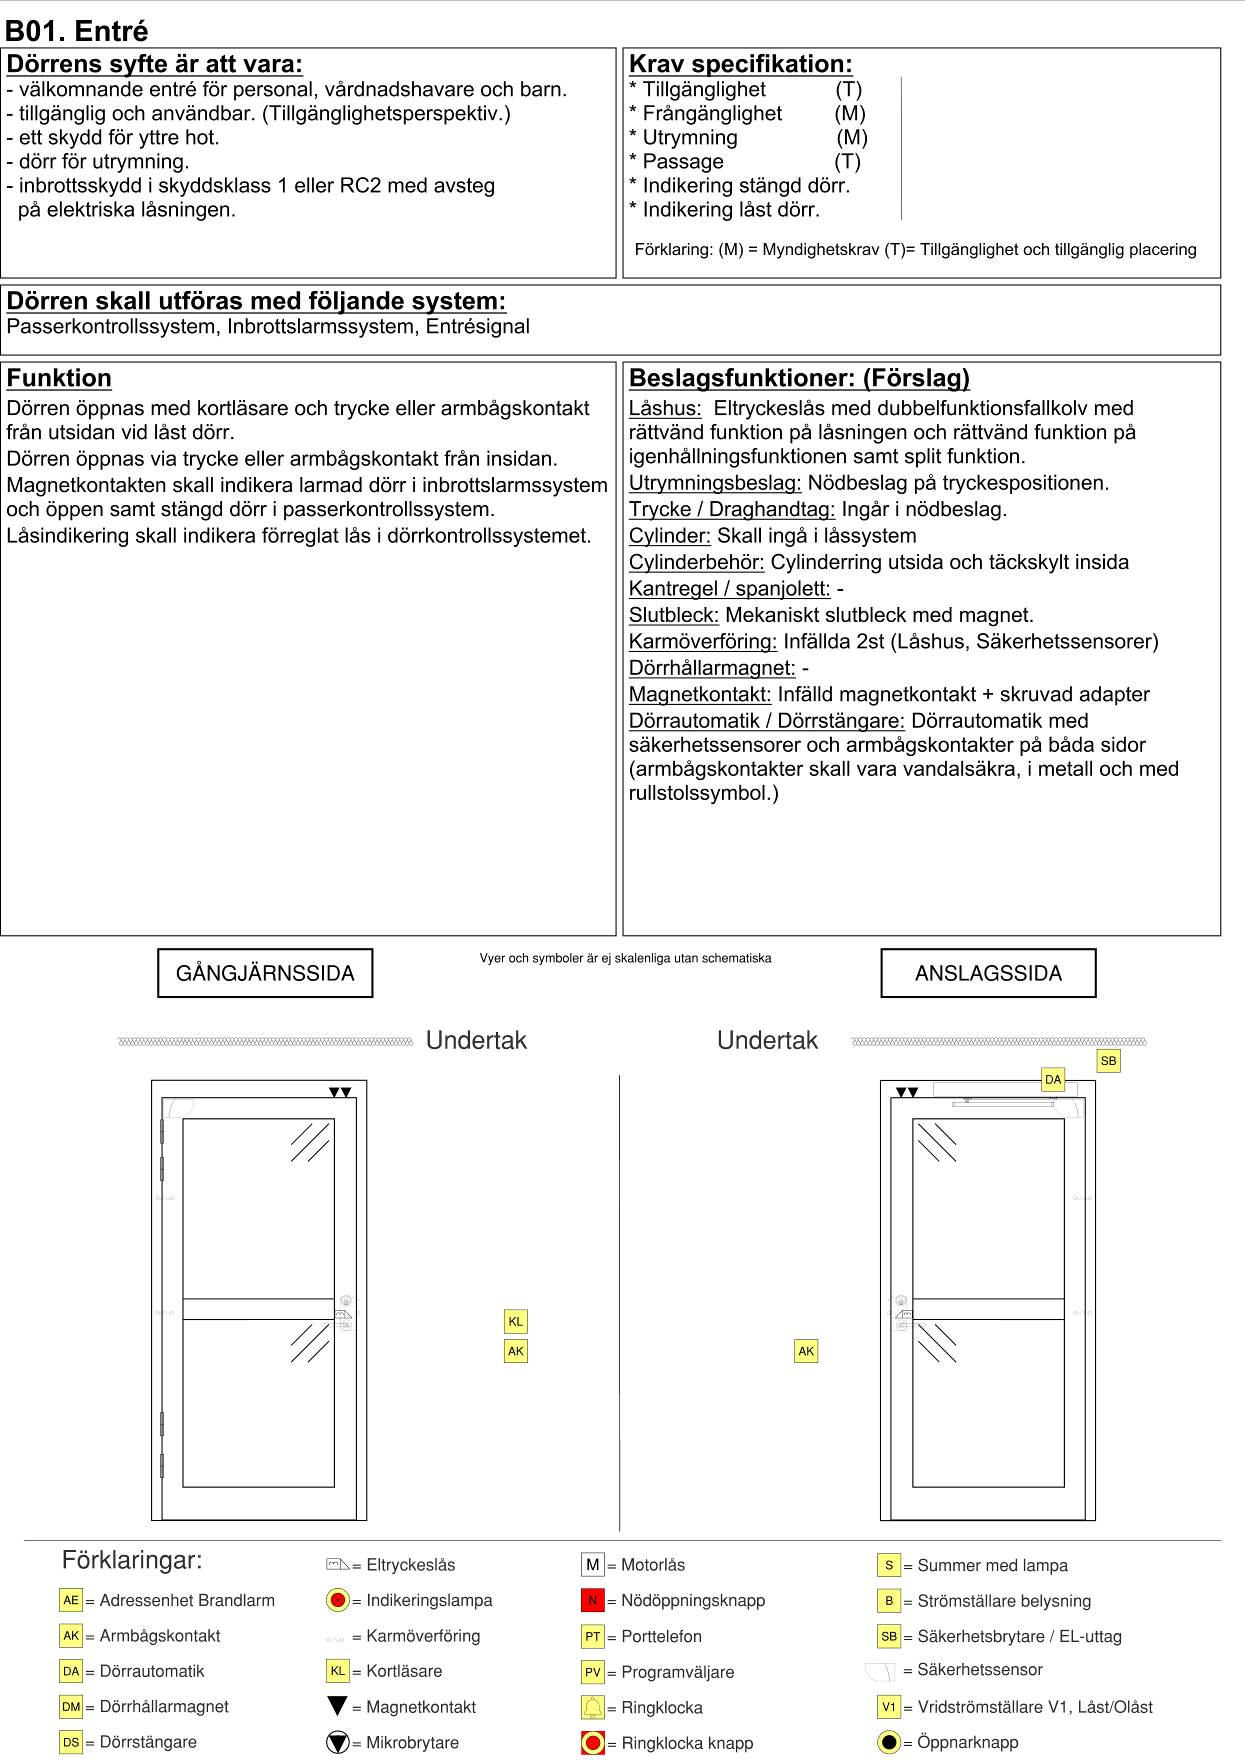 B01. Entré
Dörrens syfte är att vara:
- välkomnande entré för personal, vårdnadshavare och barn.
- tillgänglig och användbar. (Tillgänglighetsperspektiv.)
- ett skydd för yttre hot.
- dörr för utrymning.
- inbrottsskydd i skyddsklass 1 eller RC2 med avsteg
på elektriska låsningen.
Krav specifikation:
* Tillgänglighet (T)
* Frångänglighet (M)
* Utrymning (M)
* Passage (T)
* Indikering stängd dörr.
* Indikering låst dörr.
Förklaring: (M) = Myndighetskrav (T)= Tillgänglighet och tillgänglig placering
Dörren skall utföras med följande system:
Passerkontrollssystem, Inbrottslarmssystem, Entrésignal
Funktion
Dörren öppnas med kortläsare och trycke eller armbågskontakt
från utsidan vid låst dörr.
Dörren öppnas via trycke eller armbågskontakt från insidan.
Magnetkontakten skall indikera larmad dörr i inbrottslarmssystem
och öppen samt stängd dörr i passerkontrollssystem.
Låsindikering skall indikera förreglat lås i dörrkontrollssystemet.
Beslagsfunktioner: (Förslag)
Låshus: Eltryckeslås med dubbelfunktionsfallkolv med
rättvänd funktion på låsningen och rättvänd funktion på
igenhållningsfunktionen samt split funktion.
Utrymningsbeslag: Nödbeslag på tryckespositionen.
Trycke / Draghandtag: Ingår i nödbeslag.
Cylinder: Skall ingå i låssystem
Cylinderbehör: Cylinderring utsida och täckskylt insida
Kantregel / spanjolett: -
Slutbleck: Mekaniskt slutbleck med magnet.
Karmöverföring: Infällda 2st (Låshus, Säkerhetssensorer)
Dörrhållarmagnet: -
Magnetkontakt: Infälld magnetkontakt + skruvad adapter
Dörrautomatik / Dörrstängare: Dörrautomatik med
säkerhetssensorer och armbågskontakter på båda sidor
(armbågskontakter skall vara vandalsäkra, i metall och med
rullstolssymbol.)
GÅNGJÄRNSSIDA
Vyer och symboler är ej skalenliga utan schematiska
ANSLAGSSIDA
Undertak
Undertak
SB
DA
KL
AK
AK
Förklaringar:
AE = Adressenhet Brandlarm
AK = Armbågskontakt
DA = Dörrautomatik
DM = Dörrhållarmagnet
DS = Dörrstängare
= Eltryckeslås
= Indikeringslampa
= Karmöverföring
KL = Kortläsare
= Magnetkontakt
= Mikrobrytare
M = Motorlås
N = Nödöppningsknapp
PT = Porttelefon
PV = Programväljare
= Ringklocka
= Ringklocka knapp
S = Summer med lampa
B = Strömställare belysning
SB = Säkerhetsbrytare / EL-uttag
= Säkerhetssensor
V1 = Vridströmställare V1, Låst/Olåst
= Öppnarknapp